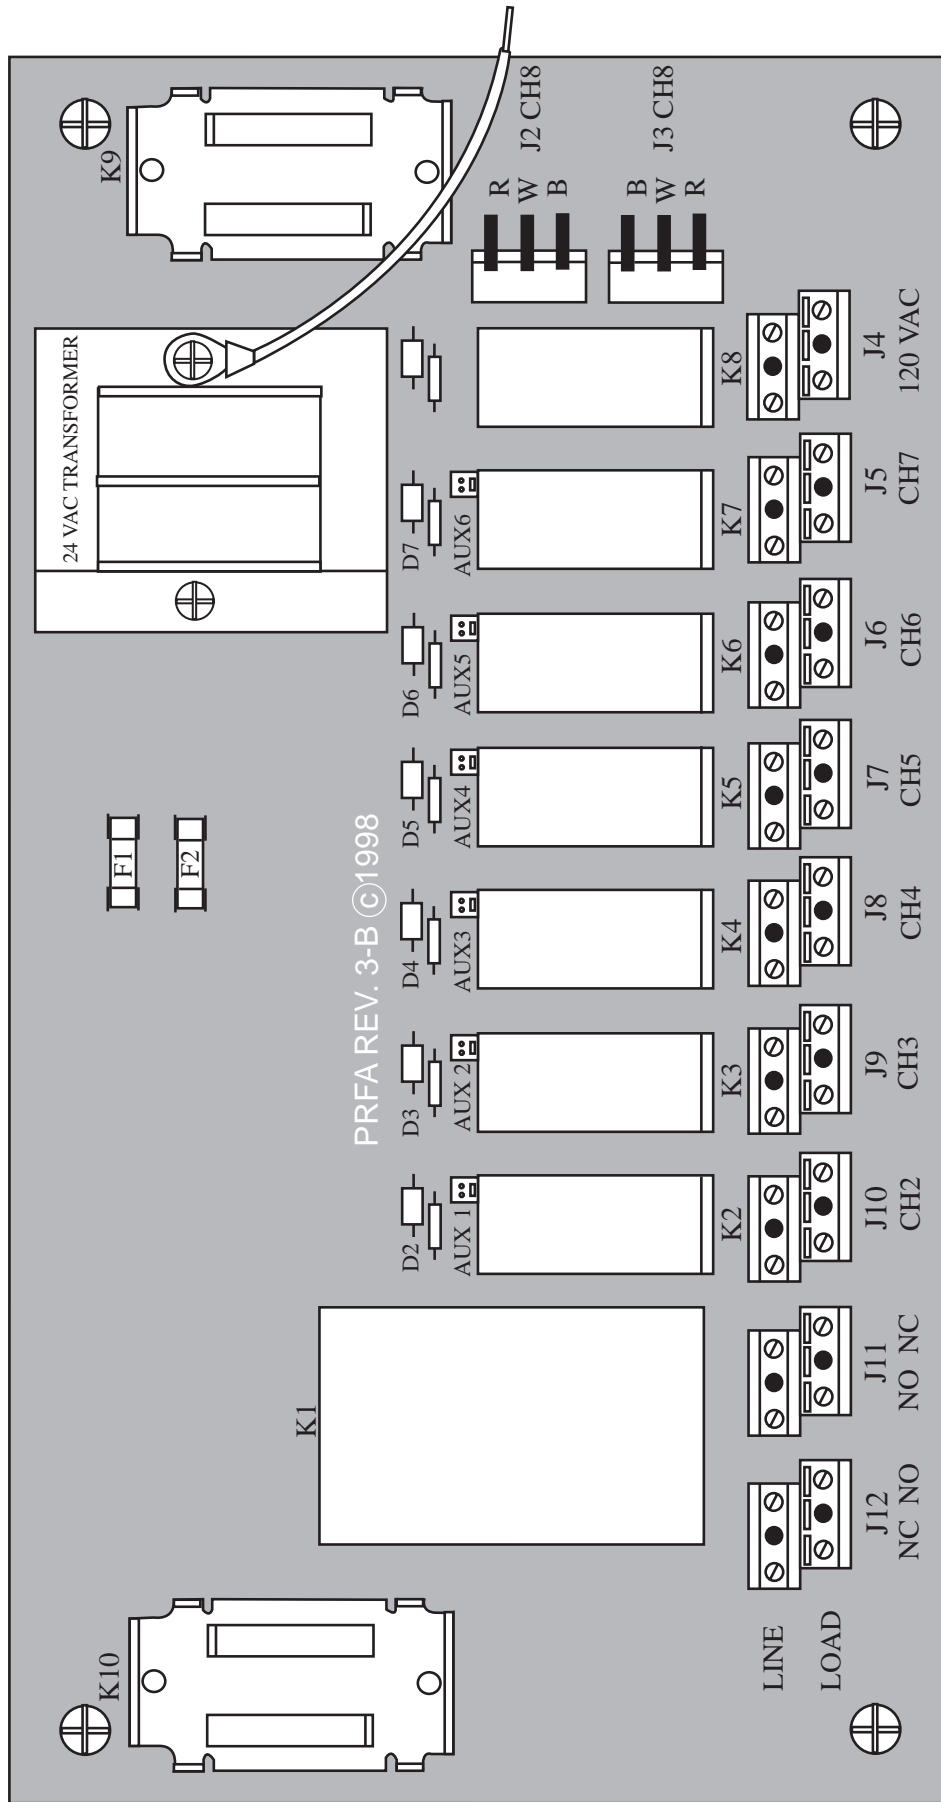 K10
K1
24 VAC TRANSFORMER
K9
F1
F2
PRFA REV. 3-B ©1998
D2
D3
D4
D5
D6
D7
AUX 1
AUX 2
AUX3
AUX4
AUX5
AUX6
R
W
B
J2 CH8
B
W
R
J3 CH8
K2
K3
K4
K5
K6
K7
K8
LINE
LOAD
J12
NC NO
J11
NO NC
J10
CH2
J9
CH3
J8
CH4
J7
CH5
J6
CH6
J5
CH7
J4
120 VAC